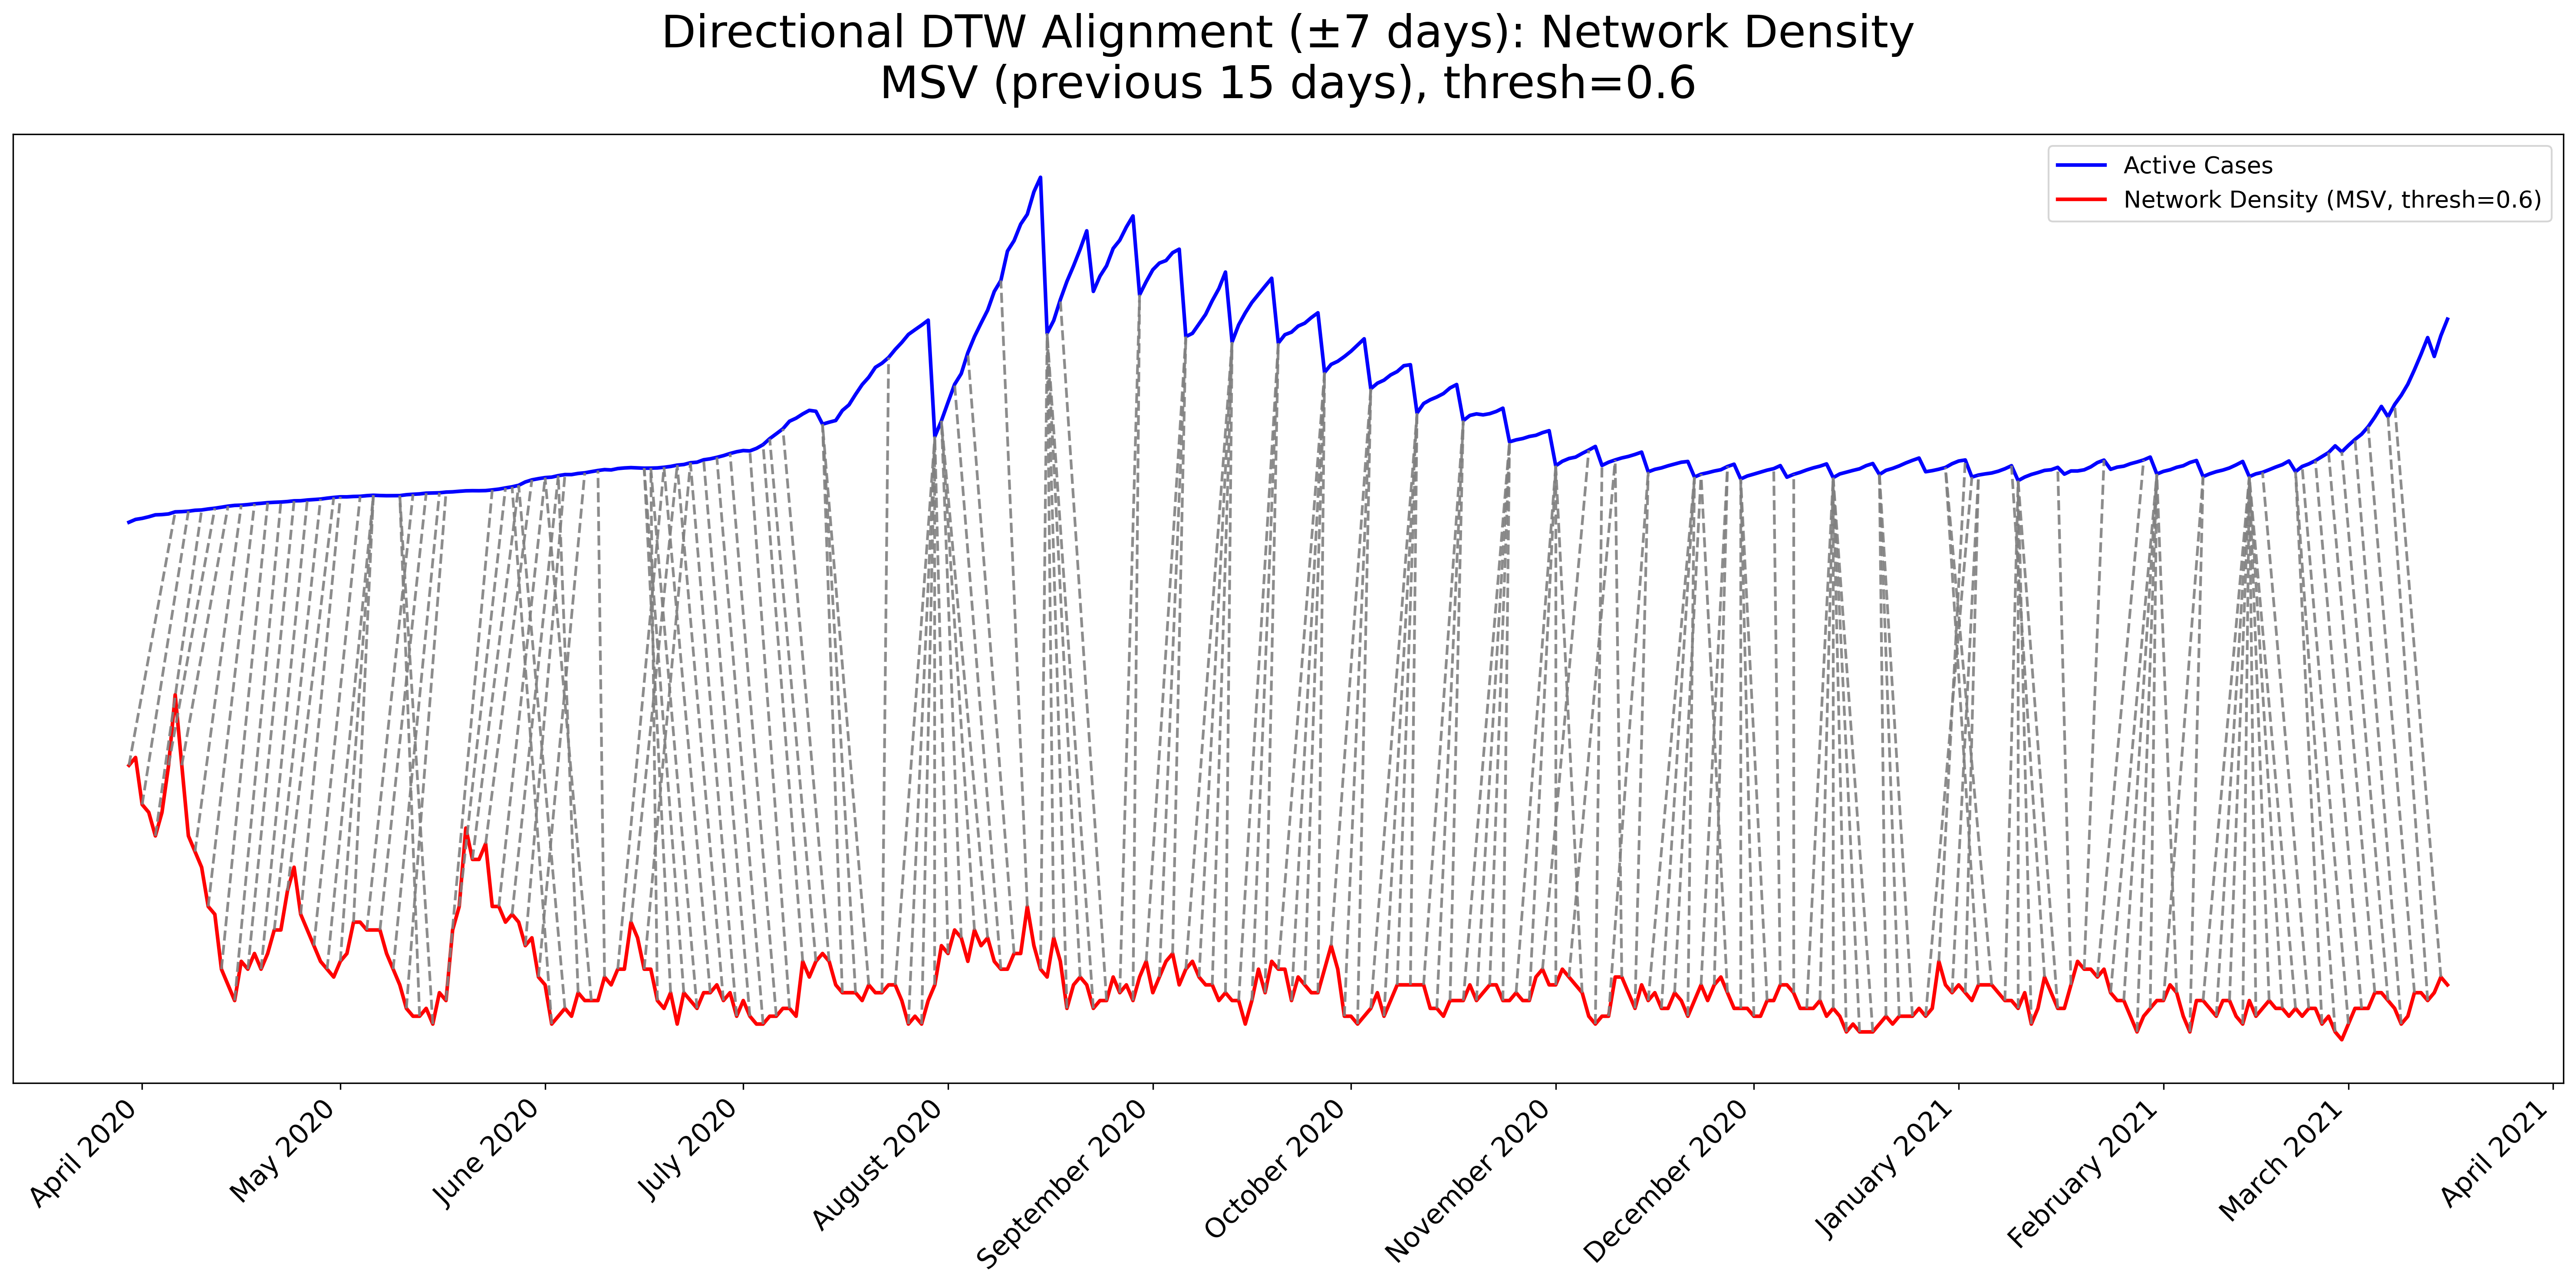 Directional DTW Alignment (±7 days): Network Density
MSV (previous 15 days), thresh=0.6
Active Cases
Network Density (MSV, thresh=0.6)
April 2020
May 2020
June 2020
July 2020
August 2020
September 2020
October 2020
November 2020
December 2020
January 2021
February 2021
March 2021
April 2021